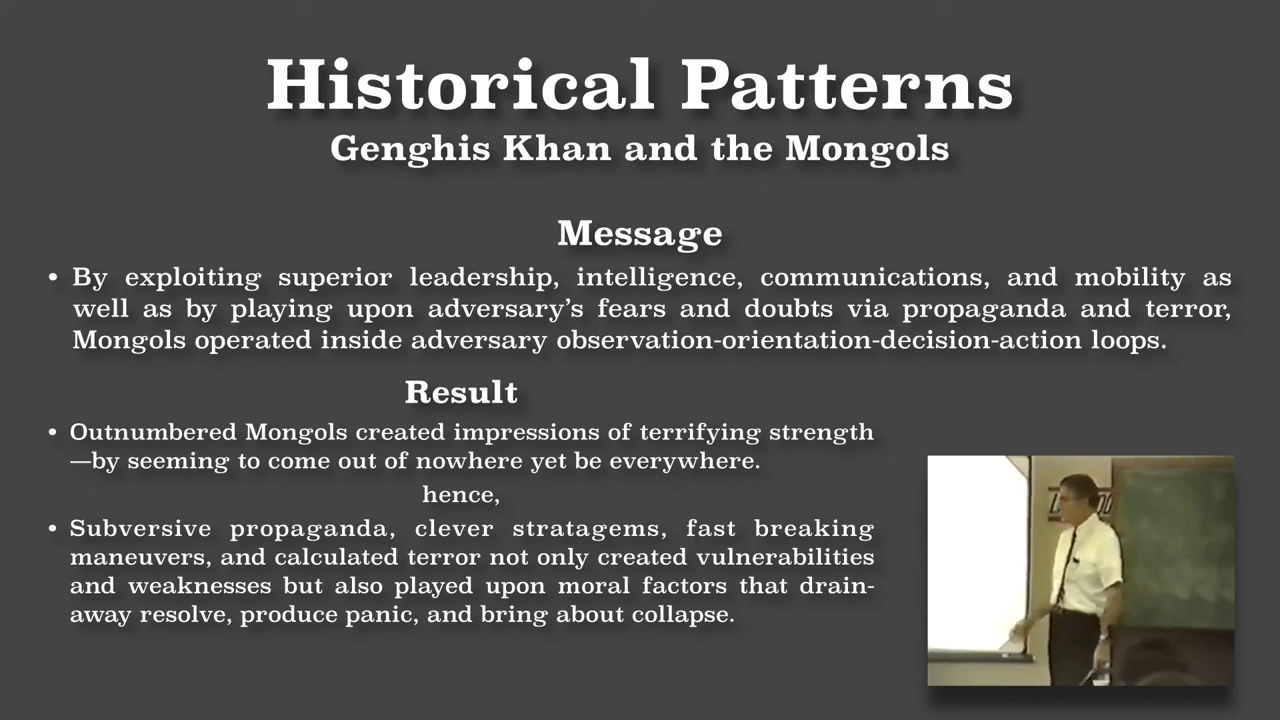 Historical Patterns
Genghis Khan and the Mongols
Message
• By exploiting superior leadership, intelligence, communications, and mobility as
well as by playing upon adversary’s fears and doubts via propaganda and terror,
Mongols operated inside adversary observation-orientation-decision-action loops.
Result
• Outnumbered Mongols created impressions of terrifying strength
—by seeming to come out of nowhere yet be everywhere.
hence,
• Subversive propaganda, clever stratagems, fast breaking
maneuvers, and calculated terror not only created vulnerabilities
and weaknesses but also played upon moral factors that drain-
away resolve, produce panic, and bring about collapse.